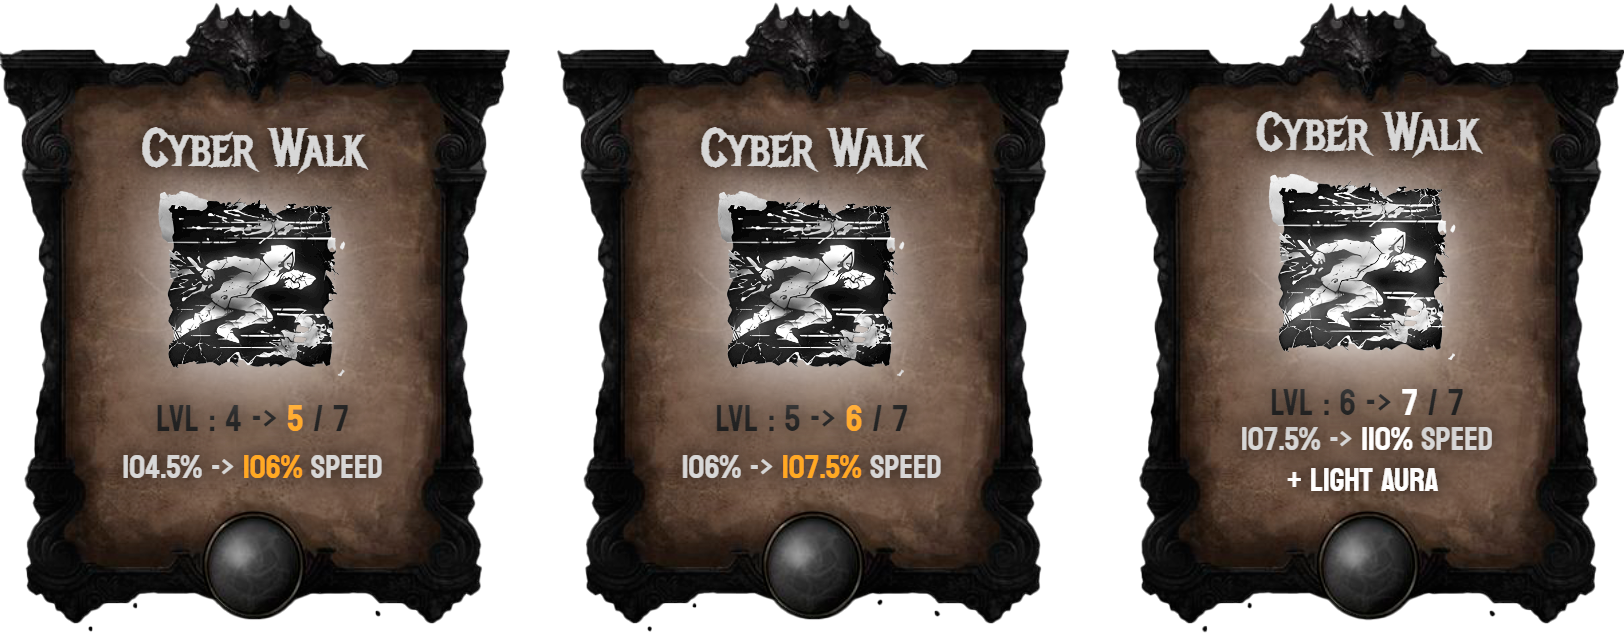 Cyber Walk
LVL : 4 -> 5 / 7
104.5% -> 106% SPEED
Cyber Walk
LVL : 5 -> 6 / 7
106% -> 107.5% SPEED
Cyber Walk
LVL : 6 -> 7 / 7
107.5% -> 110% SPEED
+ LIGHT AURA